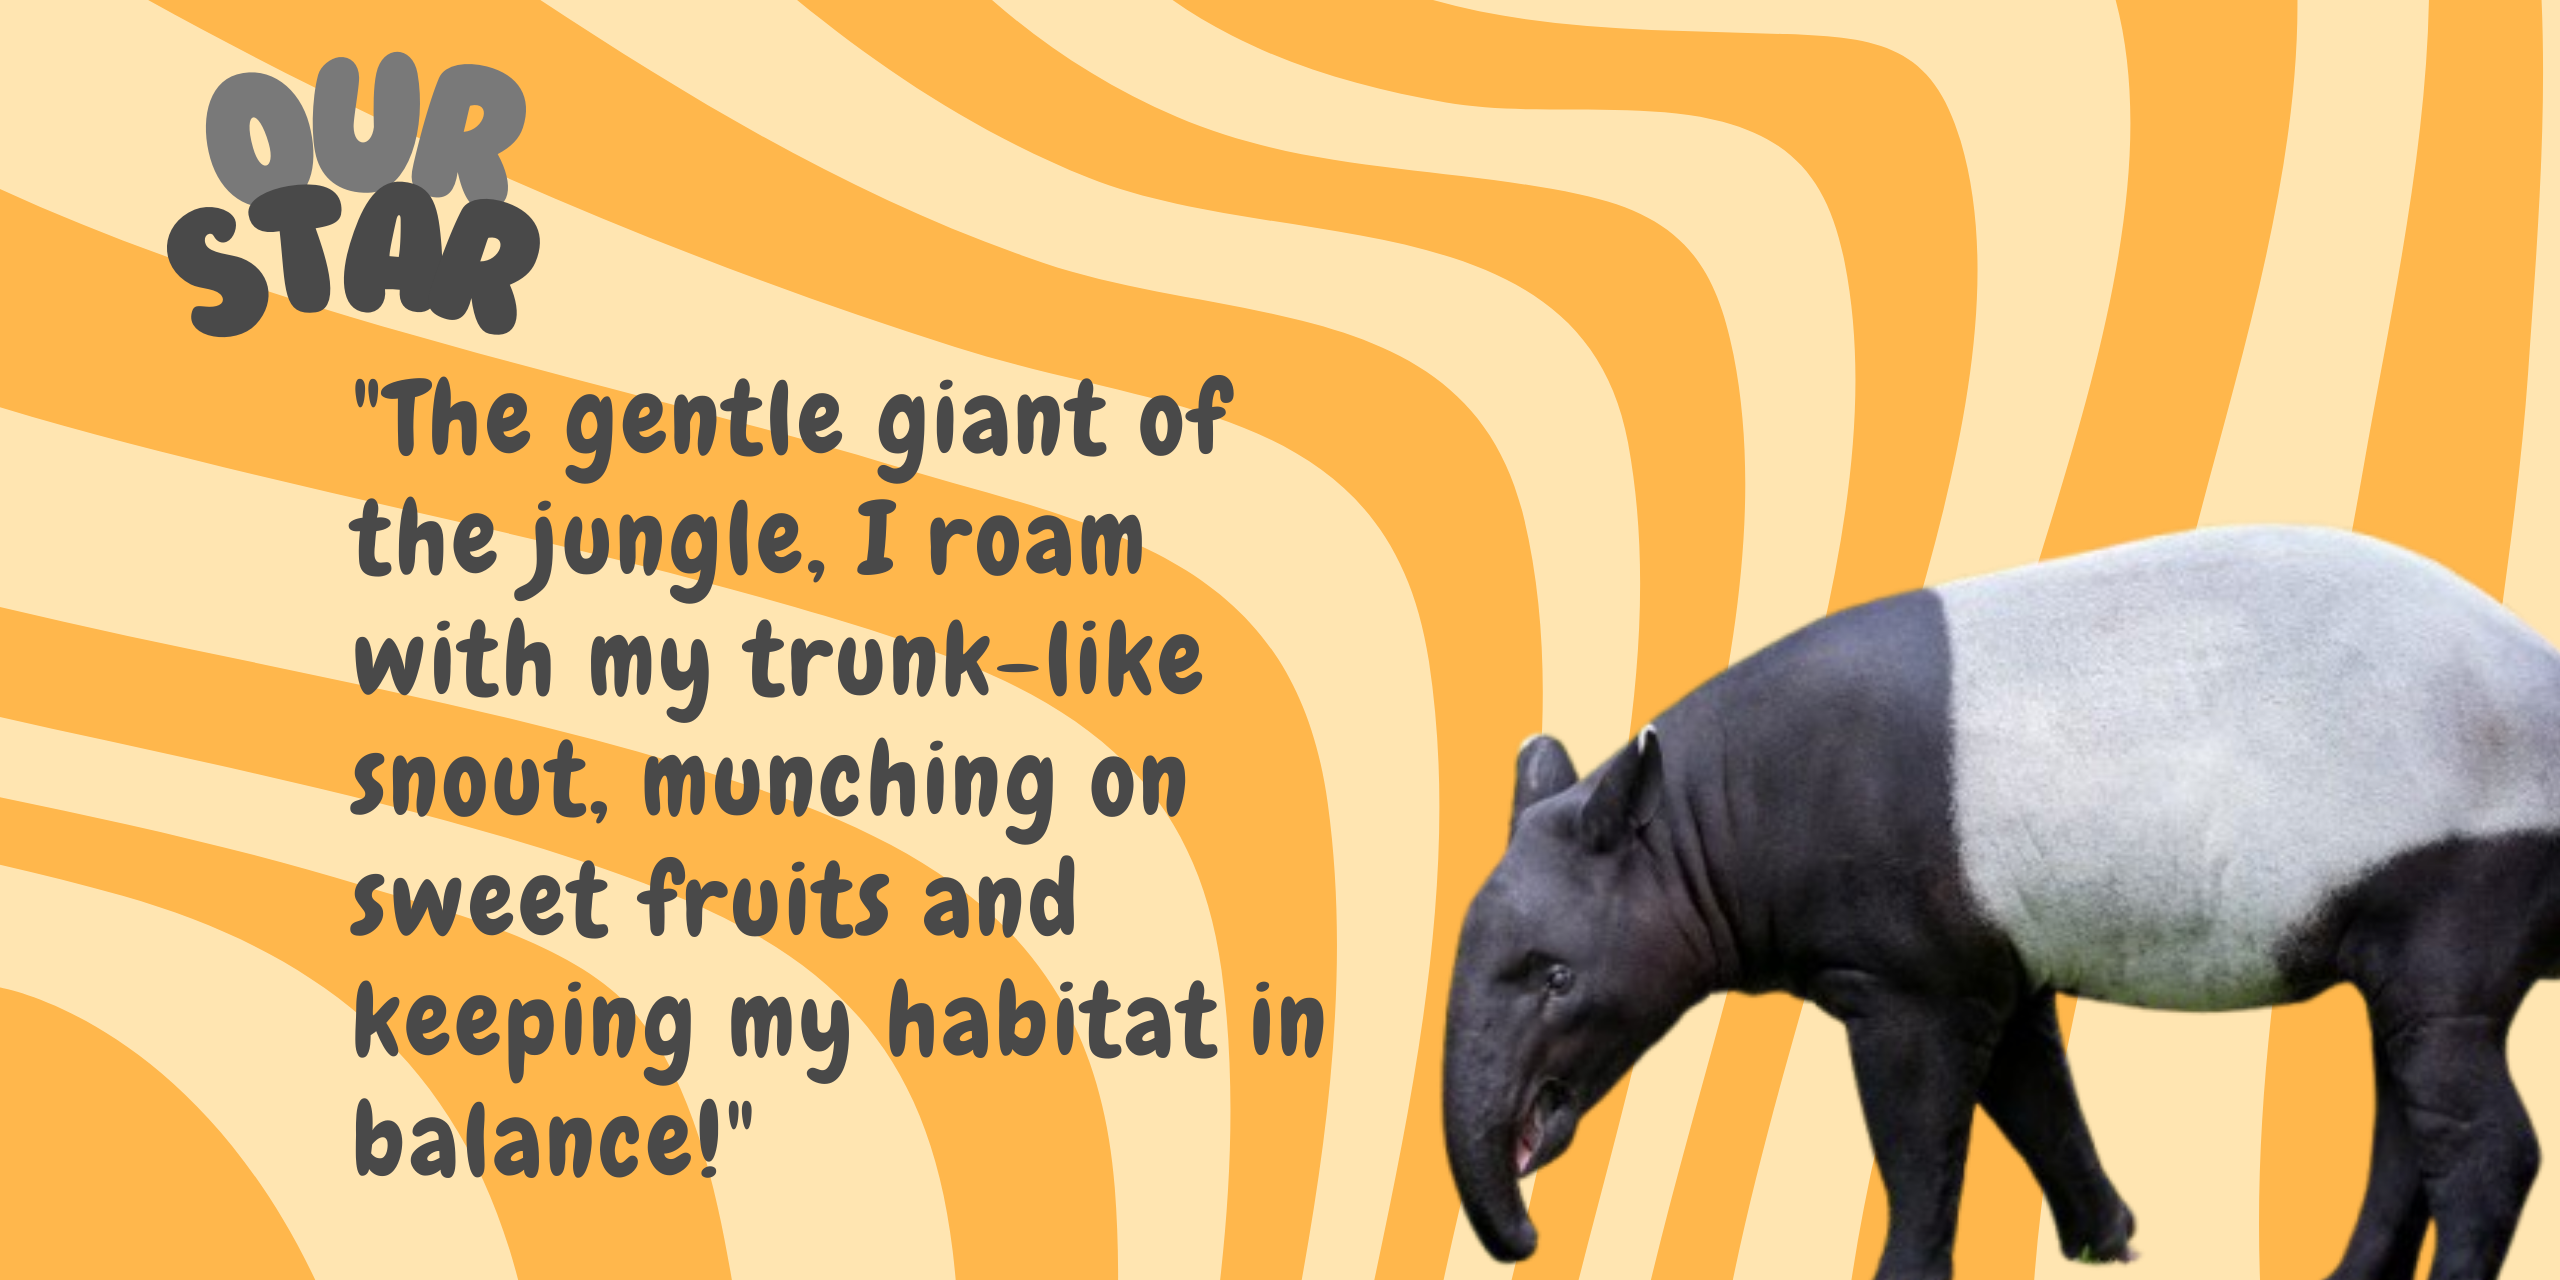 OUR
STAR
"The gentle giant of
the jungle, I roam
with my trunk-like
snout, munching on
sweet fruits and
keeping my habitat in
balance!"